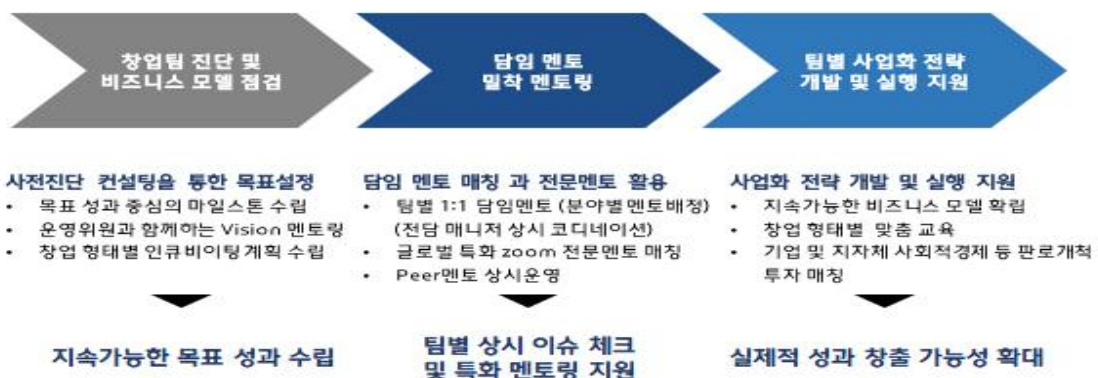 창업팀 진단 및
비즈니스 모델 점검
담임 멘토
밀착 멘토링
팀별 사업화 전략
개발 및 실행 지원
사전진단 컨설팅을 통한 목표설정
• 목표 성과 중심의 마일스톤 수립
• 운영위원과 함께하는 Vision 멘토링
• 창업 형태별 인큐비이팅계획 수립
지속가능한 목표 성과 수립
담임 멘토 매칭 과 전문멘토 활용
• 팀별 1:1 담임멘토 (분야별멘토배정)
(전담 매니저 상시 코디네이션)
• 글로벌 특화 zoom 전문멘토 매칭
• Peer멘토 상시운영
팀별 상시 이슈 체크
및 특화 멘토링 지원
사업화 전략 개발 및 실행 지원
• 지속가능한 비즈니스 모델 확립
• 창업 형태별 맞춤 교육
• 기업 및 지자체 사회적경제 등 판로개척
투자 매칭
실제적 성과 창출 가능성 확대